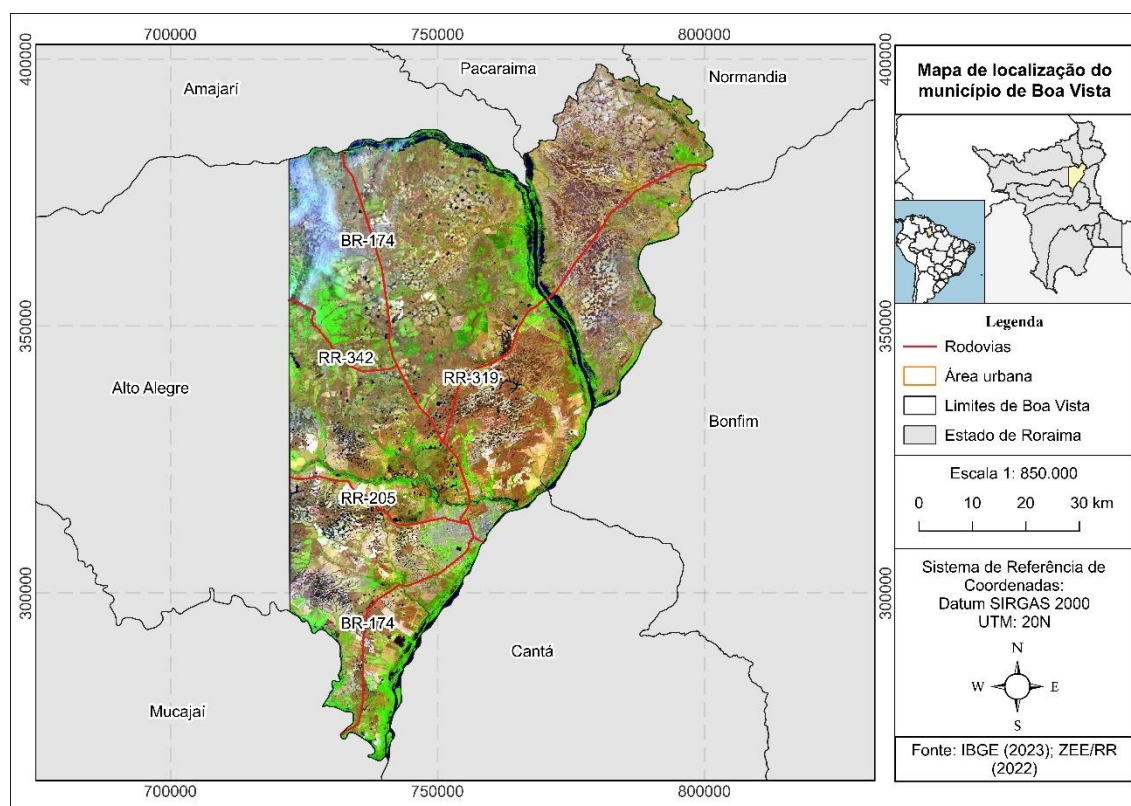 700000
750000
800000
400000
400000
Pacaraima
Normandia
Amajarí
BR-174
350000
350000
RR-342
RR-319
Alto Alegre
Bonfim
RR-205
300000
300000
BR-174
Cantá
Mucajaí
700000
750000
800000
Mapa de localização do
município de Boa Vista
Legenda
Rodovias
Área urbana
Limites de Boa Vista
Estado de Roraima
Escala 1: 850.000
0 10 20 30 km
Sistema de Referência de
Coordenadas:
Datum SIRGAS 2000
UTM: 20N
N
W E
S
Fonte: IBGE (2023); ZEE/RR
(2022)